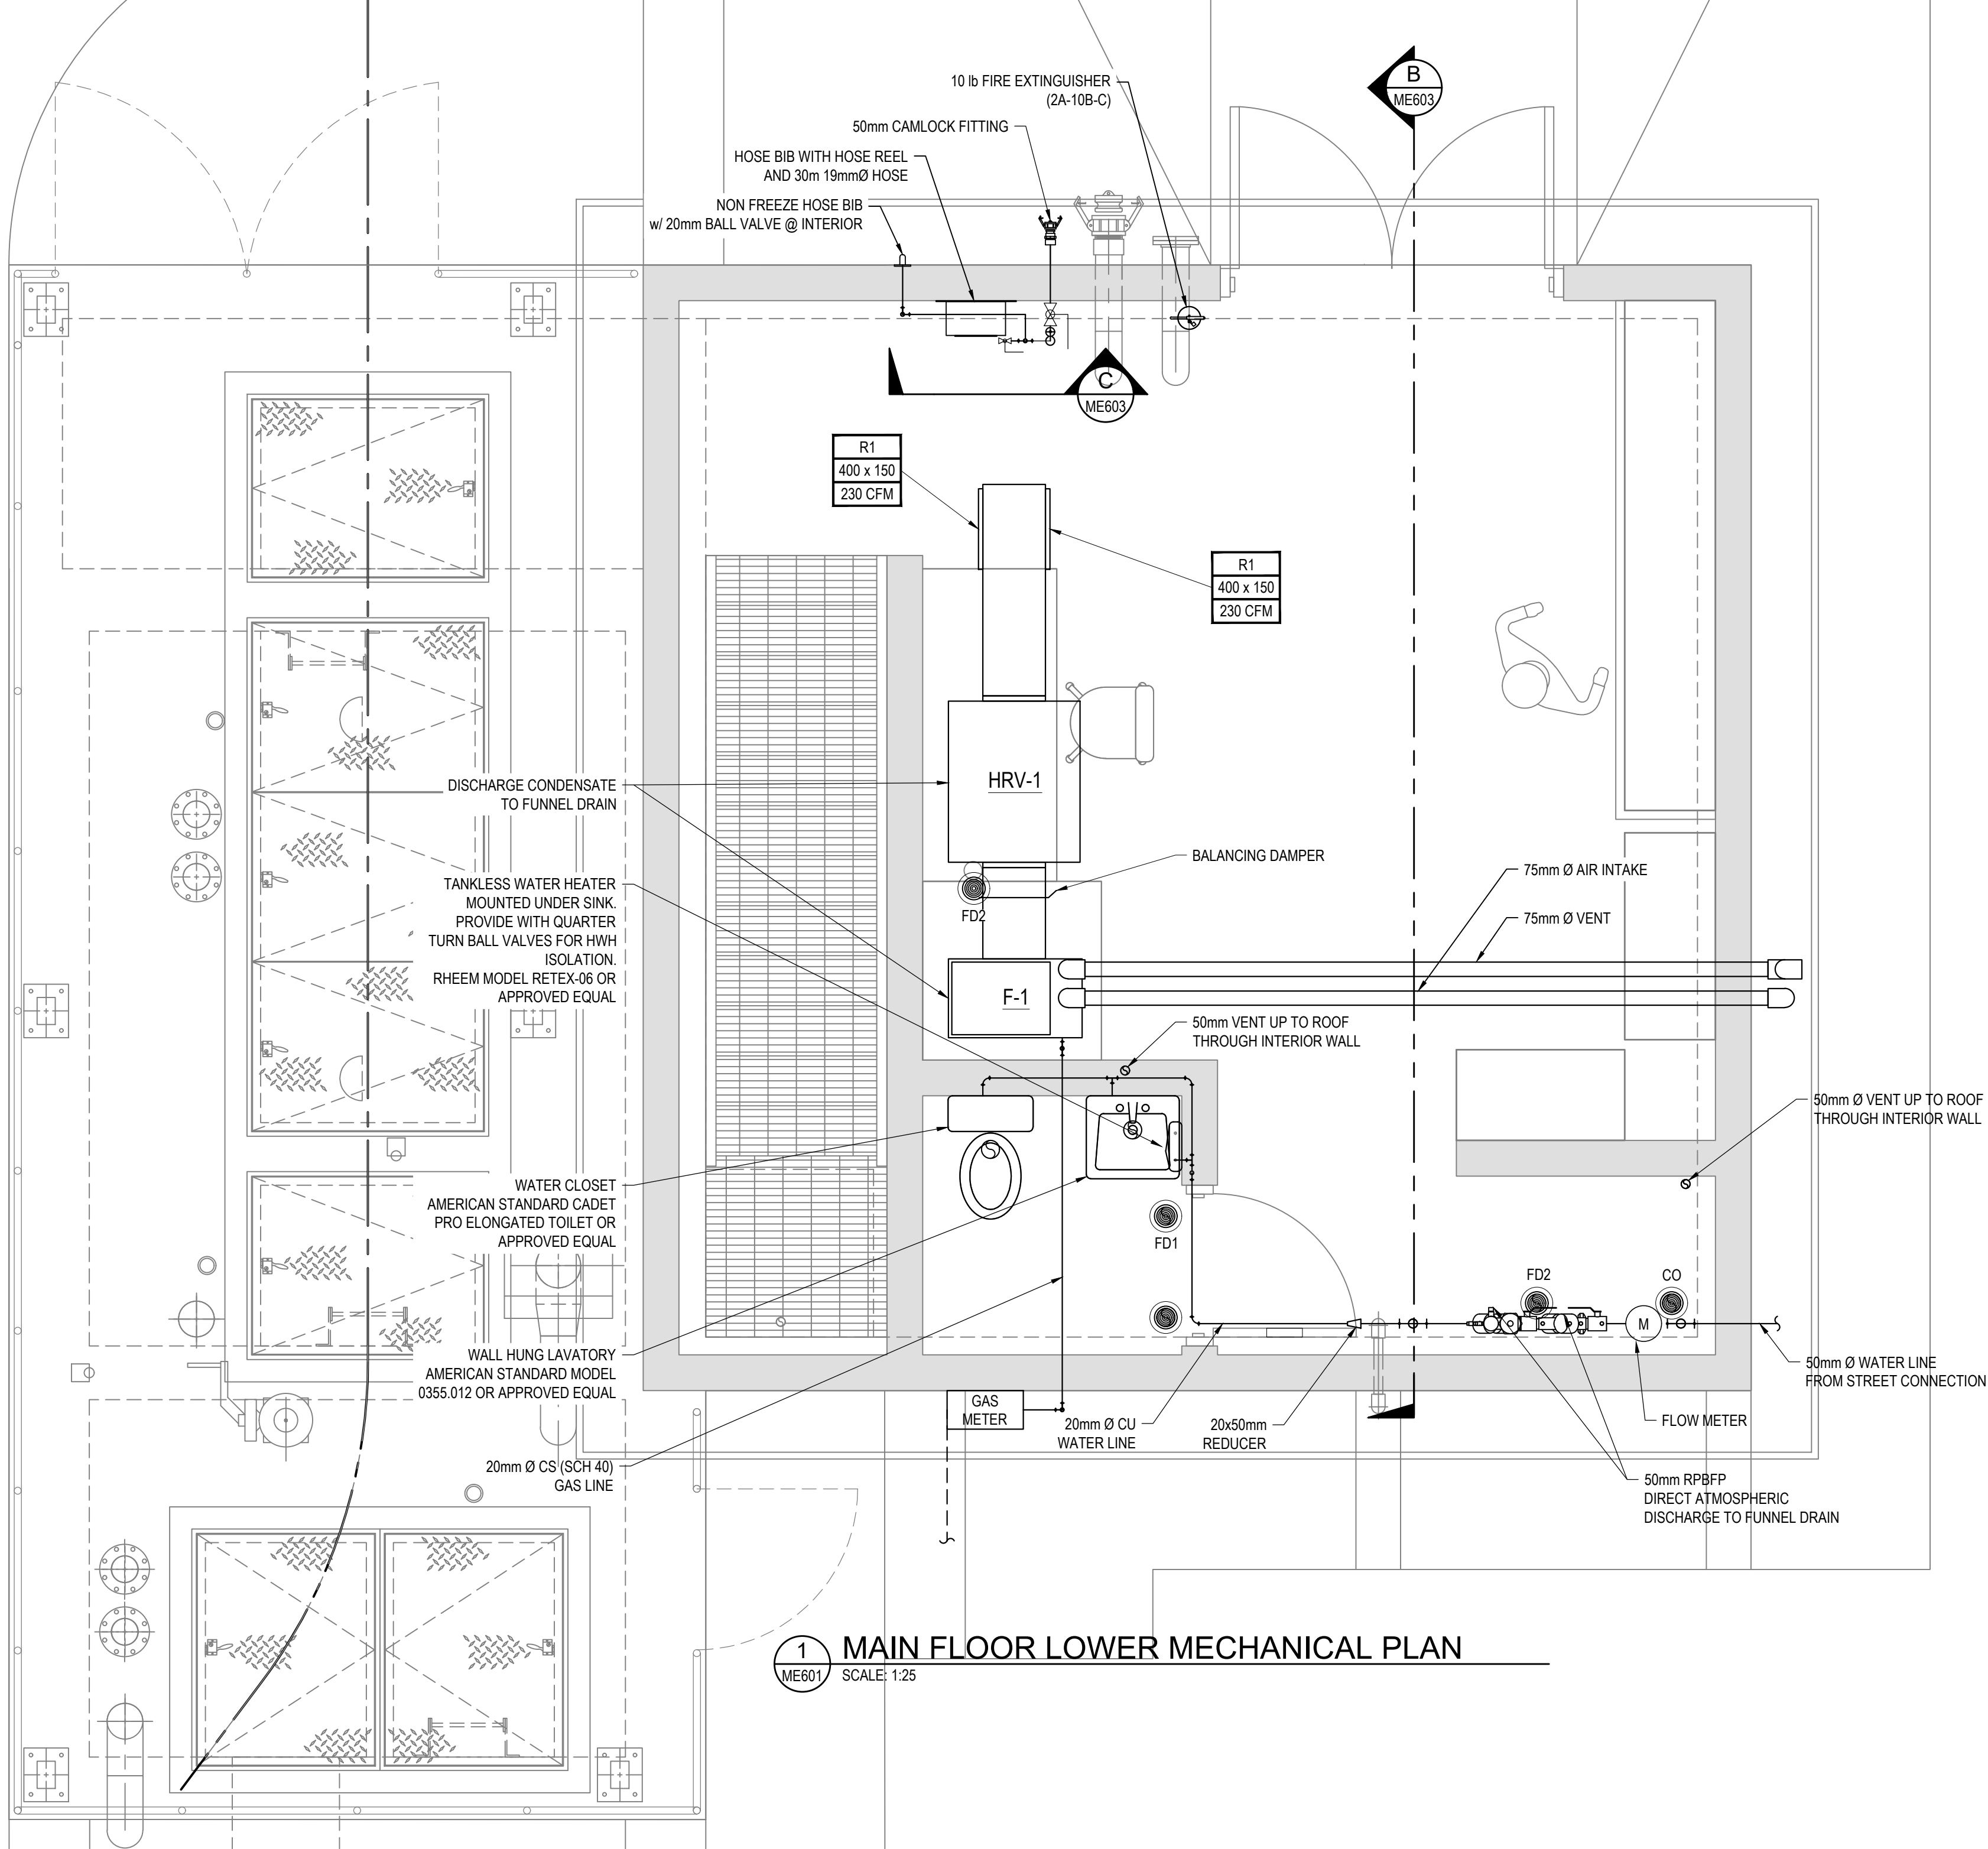 10 lb FIRE EXTINGUISHER
(2A-10B-C)
B
ME603
50mm CAMLOCK FITTING
HOSE BIB WITH HOSE REEL
AND 30m 19mmØ HOSE
NON FREEZE HOSE BIB
w/ 20mm BALL VALVE @ INTERIOR
C
ME603
R1
400 x 150
230 CFM
R1
400 x 150
230 CFM
HRV-1
DISCHARGE CONDENSATE
TO FUNNEL DRAIN
BALANCING DAMPER
75mm Ø AIR INTAKE
75mm Ø VENT
FD2
TANKLESS WATER HEATER
MOUNTED UNDER SINK.
PROVIDE WITH QUARTER
TURN BALL VALVES FOR HWH
ISOLATION.
RHEEM MODEL RETEX-06 OR
APPROVED EQUAL
F-1
50mm VENT UP TO ROOF
THROUGH INTERIOR WALL
50mm Ø VENT UP TO ROOF
THROUGH INTERIOR WALL
WATER CLOSET
AMERICAN STANDARD CADET
PRO ELONGATED TOILET OR
APPROVED EQUAL
FD1
FD2
CO
M
WALL HUNG LAVATORY
AMERICAN STANDARD MODEL
0355.012 OR APPROVED EQUAL
50mm Ø WATER LINE
FROM STREET CONNECTION
GAS
METER
20mm Ø CU
WATER LINE
20x50mm
REDUCER
FLOW METER
20mm Ø CS (SCH 40)
GAS LINE
50mm RPBFP
DIRECT ATMOSPHERIC
DISCHARGE TO FUNNEL DRAIN
1
ME601
MAIN FLOOR LOWER MECHANICAL PLAN
SCALE: 1:25